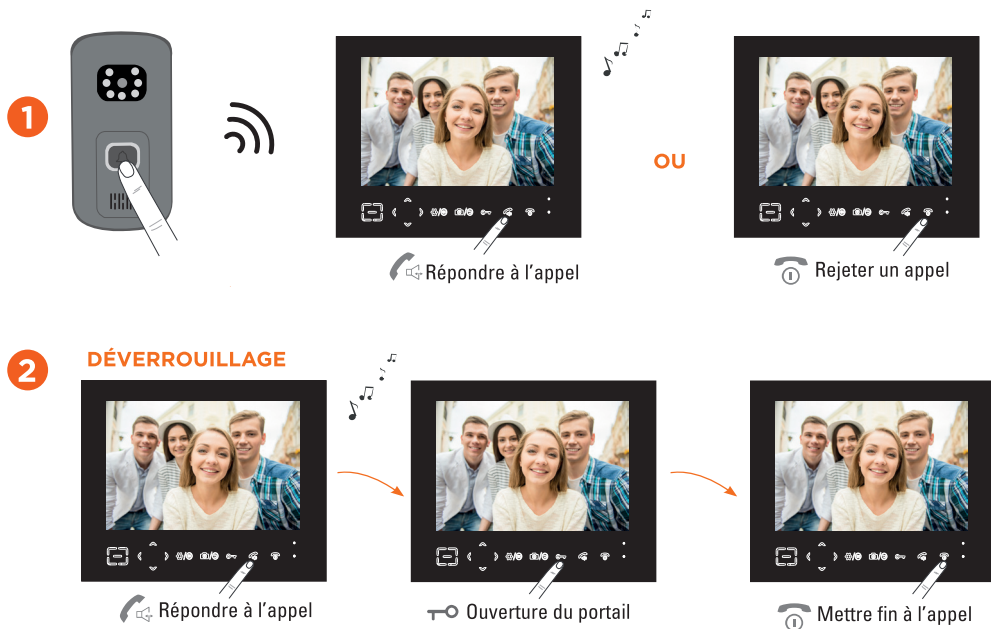 1
OU
Répondre à l'appel
Rejeter un appel
2
DÉVERROUILLAGE
Répondre à l'appel
Ouverture du portail
Mettre fin à l'appel